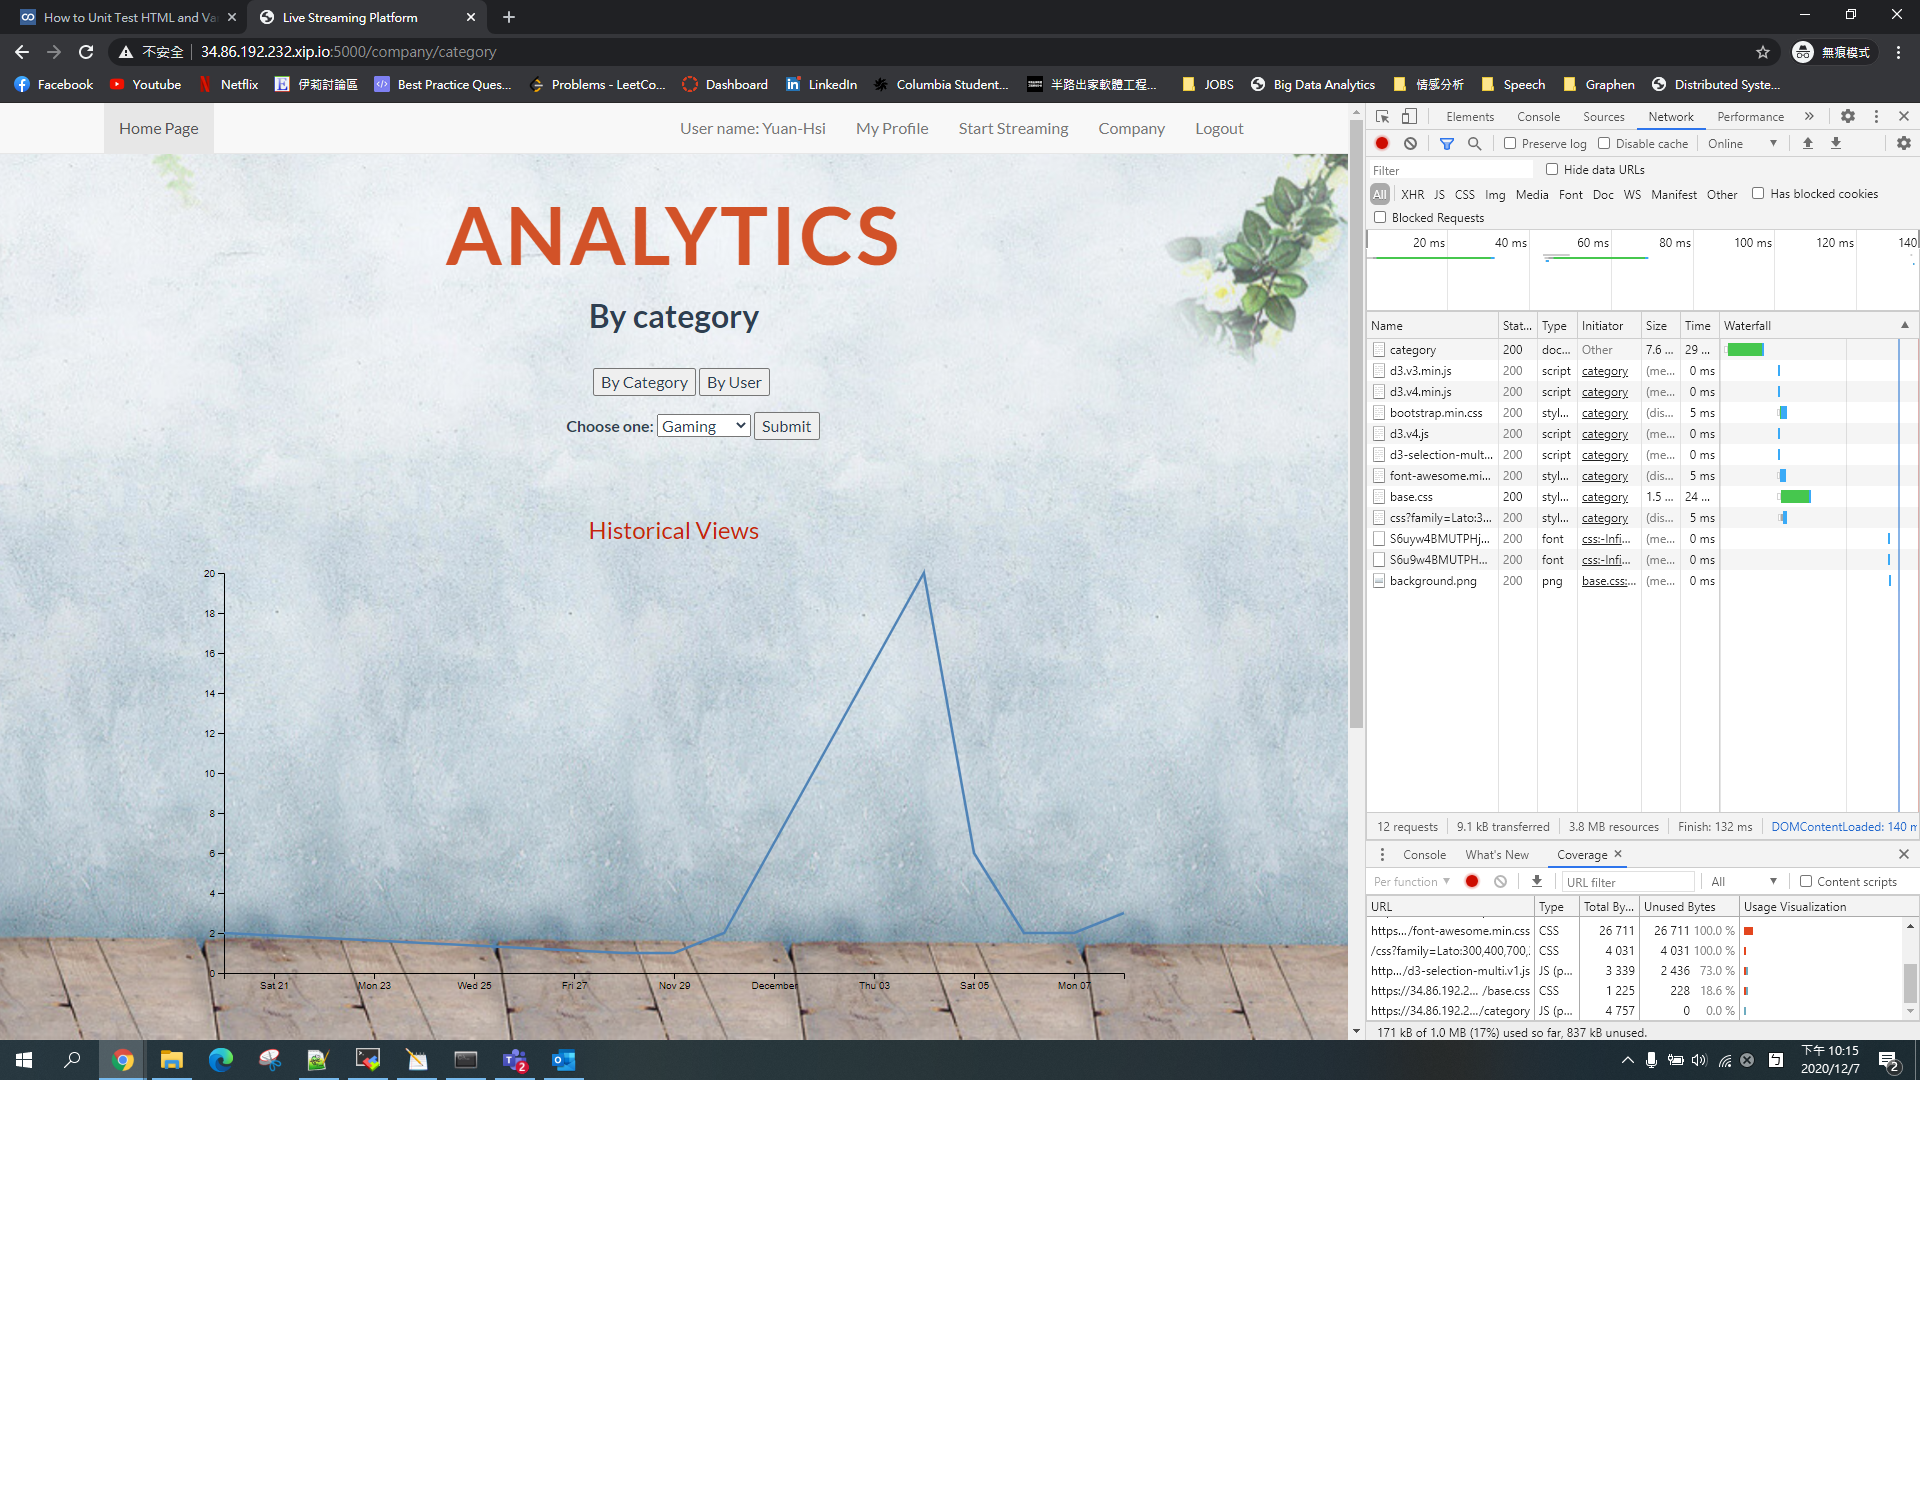 How to Unit Test HTML and Va
Live Streaming Platform
不安全 34.86.192.232.xip.io:5000/company/category 無痕模式
Facebook Youtube Netflix 伊莉討論區 Best Practice Ques... Problems - LeetCo... Dashboard LinkedIn Columbia Student... 半路出家軟體工程... JOBS Big Data Analytics 情感分析 Speech Graphen Distributed Syste...
Home Page User name: Yuan-Hsi My Profile Start Streaming Company Logout
ANALYTICS
By category
By Category By User
Choose one: Gaming Submit
Historical Views
20
18
16
14
12
10
8
6
4
2
0
Sat 21 Mon 23 Wed 25 Fri 27 Nov 29 December Thu 03 Sat 05 Mon 07
Elements Console Sources Network Performance »
Preserve log Disable cache Online
Filter Hide data URLs
All XHR JS CSS Img Media Font Doc WS Manifest Other Has blocked cookies
Blocked Requests
20 ms 40 ms 60 ms 80 ms 100 ms 120 ms 140
Name Stat... Type Initiator Size Time Waterfall
category 200 doc... Other 7.6 ... 29 ...
d3.v3.min.js 200 script category (me... 0 ms
d3.v4.min.js 200 script category (me... 0 ms
bootstrap.min.css 200 styl... category (dis... 5 ms
d3.v4.js 200 script category (me... 0 ms
d3-selection-mult... 200 script category (me... 0 ms
font-awesome.mi... 200 styl... category (dis... 5 ms
base.css 200 styl... category 1.5 ... 24 ...
css?family=Lato:3... 200 styl... category (dis... 5 ms
S6uyw4BMUTPHj... 200 font css:-Infi... (me... 0 ms
S6u9w4BMUTPH... 200 font css:-Infi... (me... 0 ms
background.png 200 png base.css:... (me... 0 ms
12 requests 9.1 kB transferred 3.8 MB resources Finish: 132 ms DOMContentLoaded: 140 m
Console What's New Coverage
Per function URL filter All Content scripts
URL Type Total By... Unused Bytes Usage Visualization
https.../font-awesome.min.css CSS 26 711 26 711 100.0 %
/css?family=Lato:300,400,700, CSS 4 031 4 031 100.0 %
http... /d3-selection-multi.v1.js JS (p... 3 339 2 436 73.0 %
https://34.86.192.2... /base.css CSS 1 225 228 18.6 %
https://34.86.192.2.../category JS (p... 4 757 0 0.0 %
171 kB of 1.0 MB (17%) used so far, 837 kB unused.
下午 10:15
2020/12/7
2
2